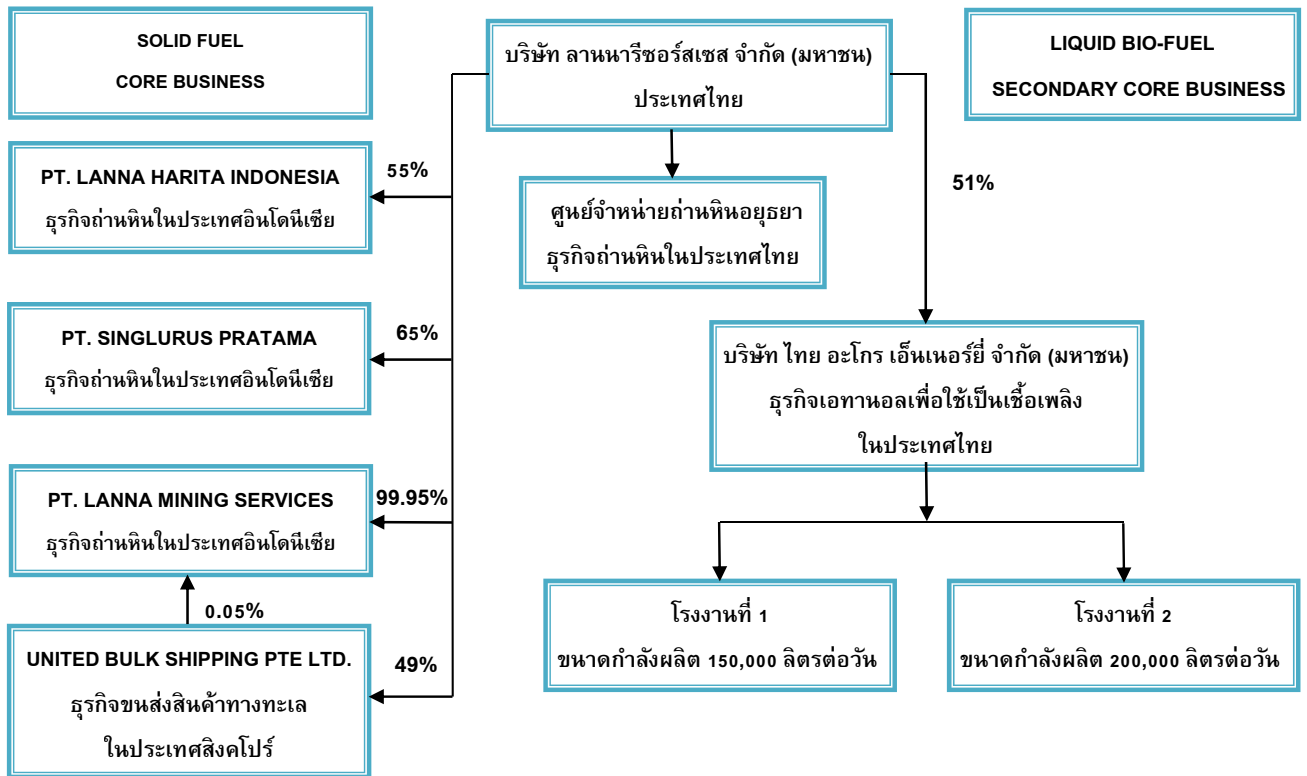 SOLID FUEL
CORE BUSINESS
บริษัท ลานนารีซอร์สเซส จำกัด (มหาชน)
ประเทศไทย
LIQUID BIO-FUEL
SECONDARY CORE BUSINESS
PT. LANNA HARITA INDONESIA
ธุรกิจถ่านหินในประเทศอินโดนีเซีย
55%
ศูนย์จำหน่ายถ่านหินอยุธยา
ธุรกิจถ่านหินในประเทศไทย
51%
PT. SINGLURUS PRATAMA
ธุรกิจถ่านหินในประเทศอินโดนีเซีย
65%
บริษัท ไทย อะโกร เอ็นเนอร์ยี่ จำกัด (มหาชน)
ธุรกิจเอทานอลเพื่อใช้เป็นเชื้อเพลิง
ในประเทศไทย
PT. LANNA MINING SERVICES
ธุรกิจถ่านหินในประเทศอินโดนีเซีย
99.95%
0.05%
UNITED BULK SHIPPING PTE LTD.
ธุรกิจขนส่งสินค้าทางทะเล
ในประเทศสิงคโปร์
49%
โรงงานที่ 1
ขนาดกำลังผลิต 150,000 ลิตรต่อวัน
โรงงานที่ 2
ขนาดกำลังผลิต 200,000 ลิตรต่อวัน